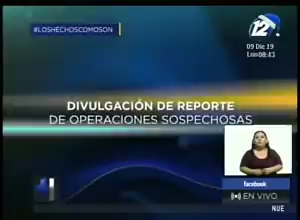 #LOSHECHOSCOMOSON
12
09 Dic 19
Lun08:43
DIVULGACIÓN DE REPORTE
DE OPERACIONES SOSPECHOSAS
facebook
EN VIVO
NUE